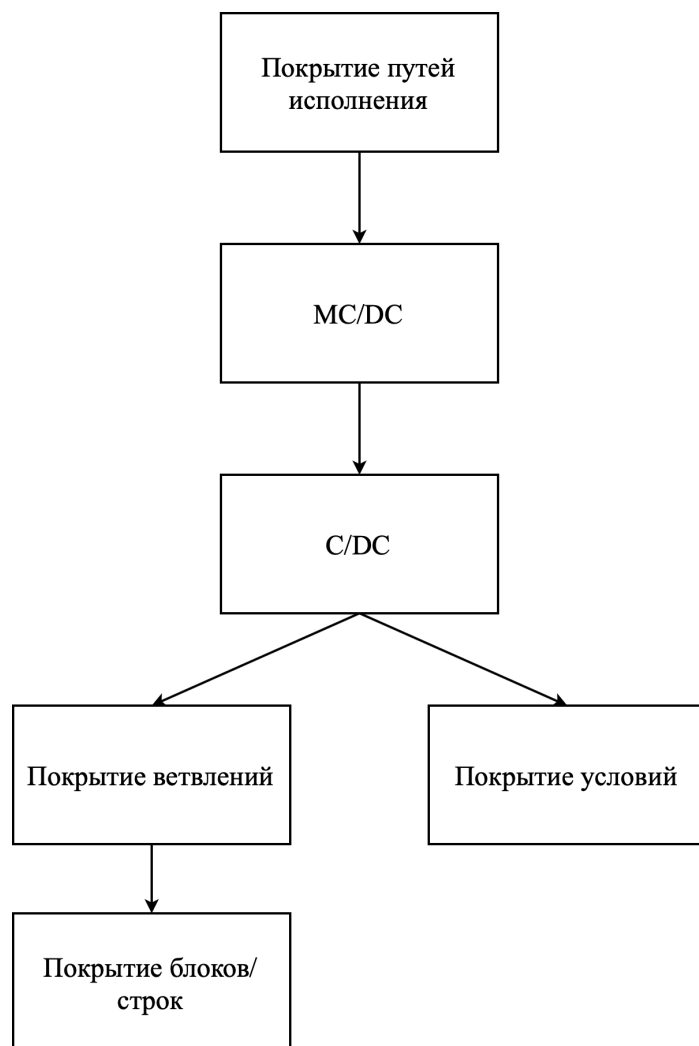 Покрытие путей
исполнения
MC/DC
C/DC
Покрытие ветвлений
Покрытие условий
Покрытие блоков/
строк